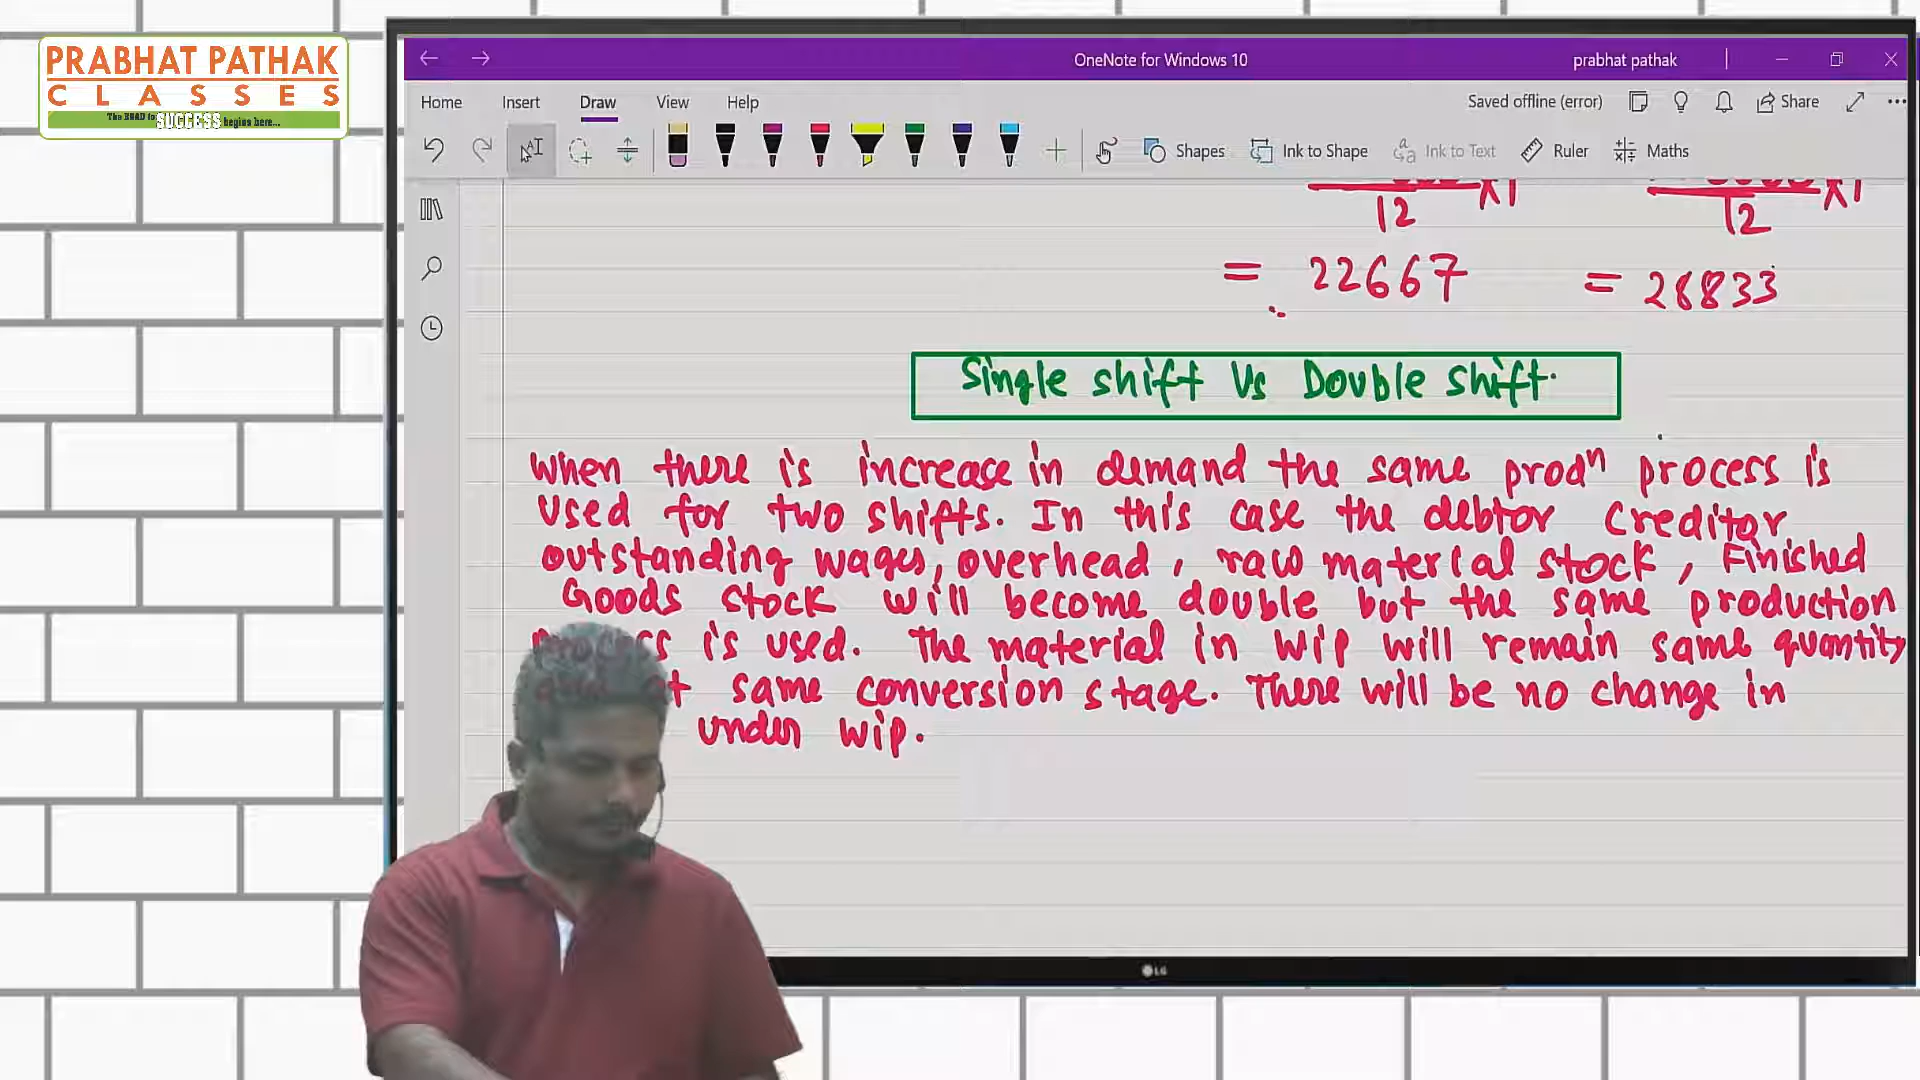 PRABHAT PATHAK
CLASSES
SUCCESS begins here...
OneNote for Windows 10
prabhat pathak
Home Insert Draw View Help
Saved offline (error)
Share
Shapes
Ink to Shape
Ink to Text
Ruler
Maths
12 x1
12 x1
= 22667
= 28833
Single shift Vs Double shift.
When there is increase in demand the same prodⁿ process is
used for two shifts. In this case the debtor creditor
outstanding wages, overhead, raw material stock, Finished
Goods stock will become double but the same production
is used. The material in wip will remain same quantity
same conversion stage. There will be no change in
under wip.
LG